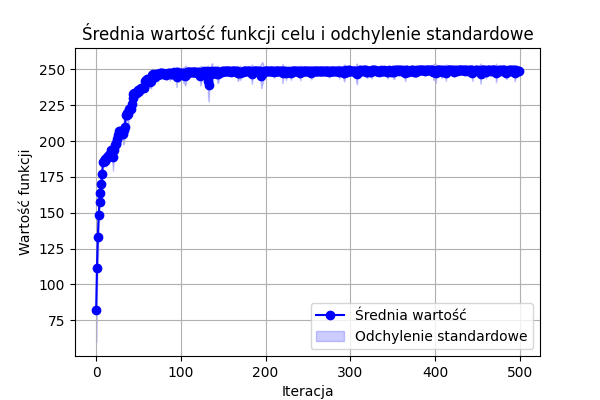 Średnia wartość funkcji celu i odchylenie standardowe
Wartość funkcji
250
225
200
175
150
125
100
75
0
100
200
300
400
500
Iteracja
Średnia wartość
Odchylenie standardowe